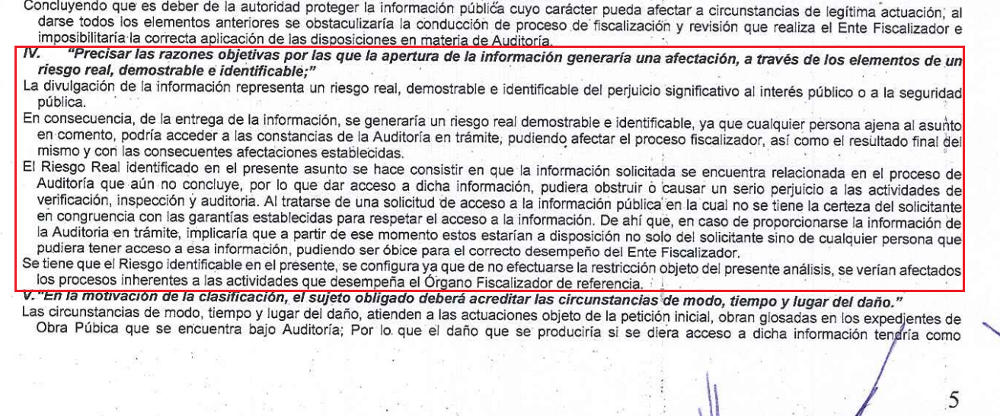 Concluyendo que es deber de la autoridad proteger la información pública cuyo carácter pueda afectar a circunstancias de legítima actuación; al
darse todos los elementos anteriores se obstaculizaría la conducción de proceso de fiscalización y revisión que realiza el Ente Fiscalizador e
imposibilitaría la correcta aplicación de las disposiciones en materia de Auditoría.
IV. "Precisar las razones objetivas por las que la apertura de la información generaría una afectación, a través de los elementos de un
riesgo real, demostrable e identificable;"
La divulgación de la información representa un riesgo real, demostrable e identificable del perjuicio significativo al interés público o a la seguridad
pública.
En consecuencia, de la entrega de la información, se generaría un riesgo real demostrable e identificable, ya que cualquier persona ajena al asunto
en comento, podría acceder a las constancias de la Auditoría en trámite, pudiendo afectar el proceso fiscalizador, así como el resultado final del
mismo y con las consecuentes afectaciones establecidas.
El Riesgo Real identificado en el presente asunto se hace consistir en que la información solicitada se encuentra relacionada en el proceso de
Auditoría que aún no concluye, por lo que dar acceso a dicha información, pudiera obstruir o causar un serio perjuicio a las actividades de
verificación, inspección y auditoria. Al tratarse de una solicitud de acceso a la información pública en la cual no se tiene la certeza del solicitante
en congruencia con las garantías establecidas para respetar el acceso a la información. De ahí que, en caso de proporcionarse la información de
la Auditoria en trámite, implicaría que a partir de ese momento estos estarían a disposición no solo del solicitante sino de cualquier persona que
pudiera tener acceso a esa información, pudiendo ser óbice para el correcto desempeño del Ente Fiscalizador.
Se tiene que el Riesgo identificable en el presente, se configura ya que de no efectuarse la restricción objeto del presente análisis, se verían afectados
los procesos inherentes a las actividades que desempeña el Órgano Fiscalizador de referencia.
V. "En la motivación de la clasificación, el sujeto obligado deberá acreditar las circunstancias de modo, tiempo y lugar del daño."
Las circunstancias de modo, tiempo y lugar del daño, atienden a las actuaciones objeto de la petición inicial, obran glosadas en los expedientes de
Obra Púbica que se encuentra bajo Auditoría; Por lo que el daño que se produciría si se diera acceso a dicha información tendría como
5